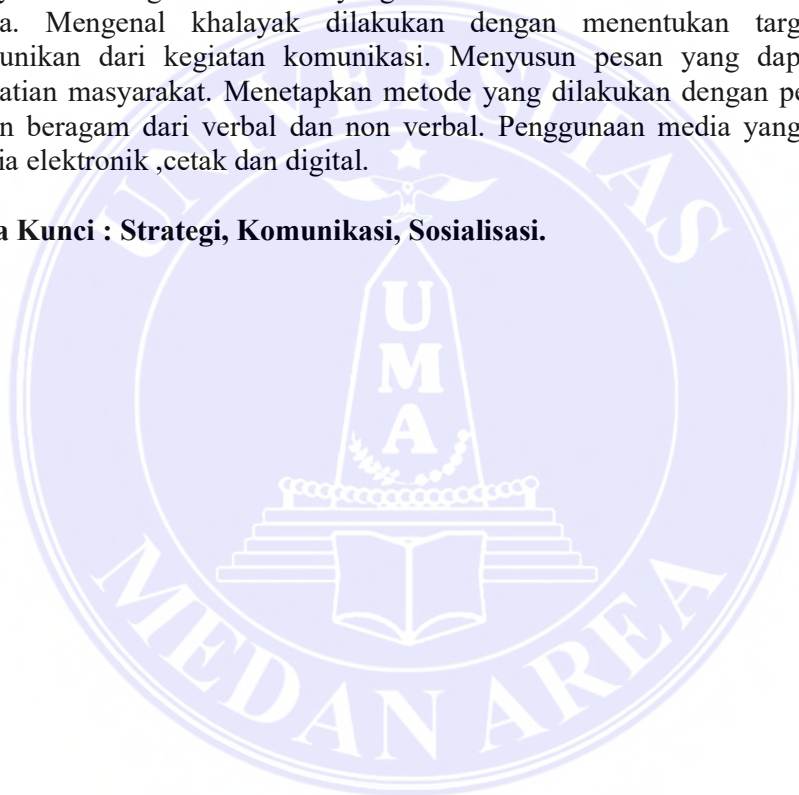 a. Mengenal khalayak dilakukan dengan menentukan targ
unikan dari kegiatan komunikasi. Menyusun pesan yang dap
atian masyarakat. Menetapkan metode yang dilakukan dengan pe
n beragam dari verbal dan non verbal. Penggunaan media yang
ia elektronik ,cetak dan digital.
a Kunci : Strategi, Komunikasi, Sosialisasi.
UNIVERSITAS
U
M
A
MEDAN AREA